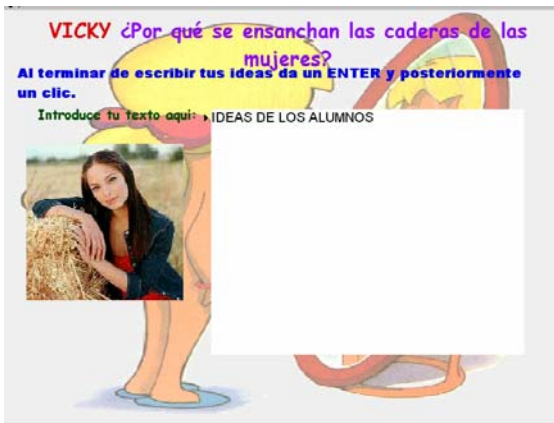 VICKY ¿Por qué se ensanchan las caderas de las
mujeres?
Al terminar de escribir tus ideas da un ENTER y posteriormente
un clic.
Introduce tu texto aqui:
IDEAS DE LOS ALUMNOS